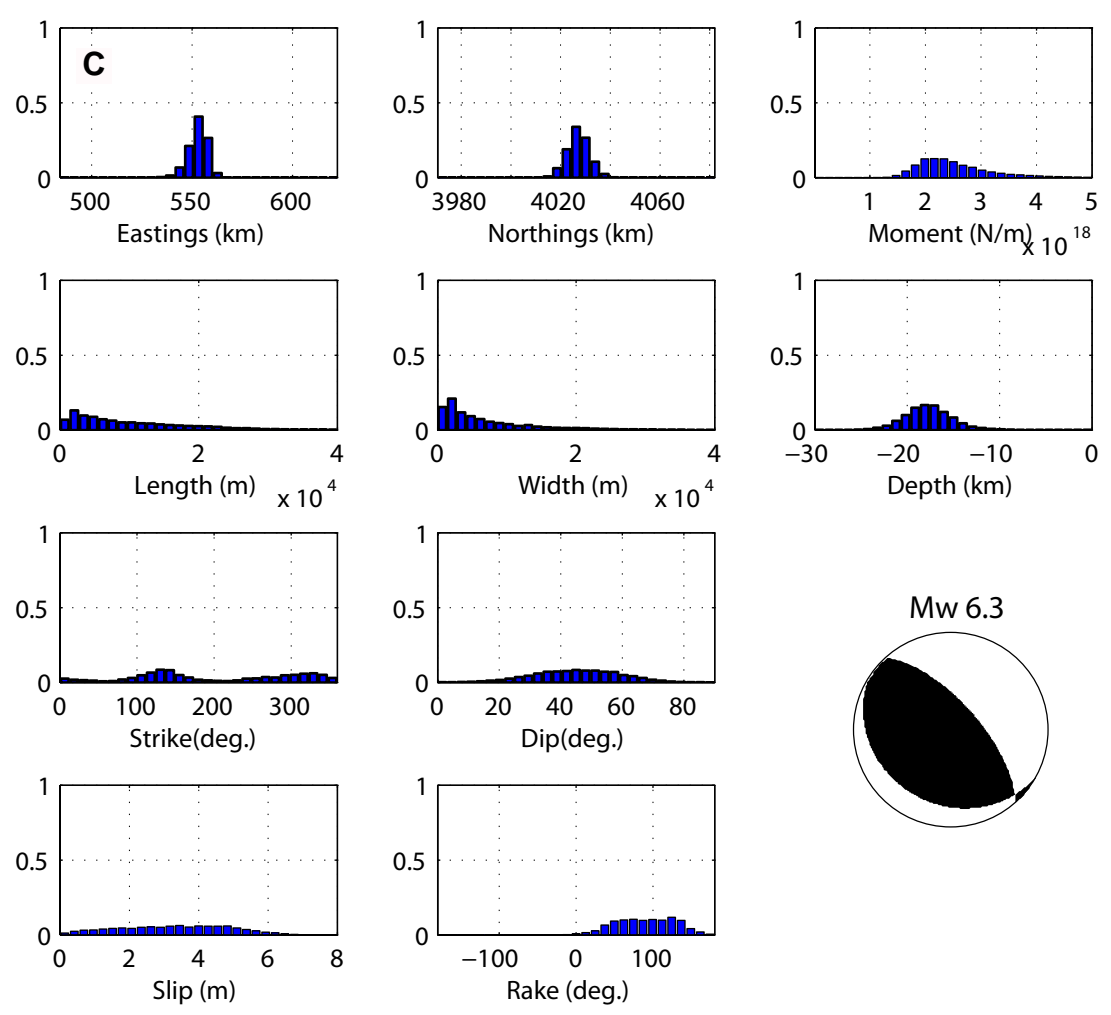 C
1
0.5
0
500 550 600
Eastings (km)
1
0.5
0
3980 4020 4060
Northings (km)
1
0.5
0
1 2 3 4 5
Moment (N/m)
x 10 18
1
0.5
0
0 2 4
Length (m)
x 10 4
1
0.5
0
0 2 4
Width (m)
x 10 4
1
0.5
0
−30 −20 −10 0
Depth (km)
1
0.5
0
0 100 200 300
Strike(deg.)
1
0.5
0
0 20 40 60 80
Dip(deg.)
Mw 6.3
1
0.5
0
0 2 4 6 8
Slip (m)
1
0.5
0
−100 0 100
Rake (deg.)